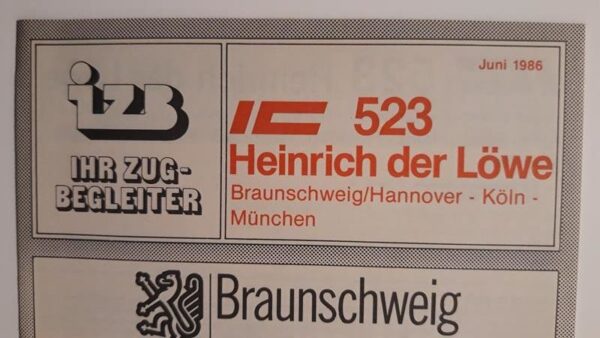 izb
IHR ZUG-
BEGLEITER
Juni 1986
IC 523
Heinrich der Löwe
Braunschweig/Hannover - Köln -
München
Braunschweig